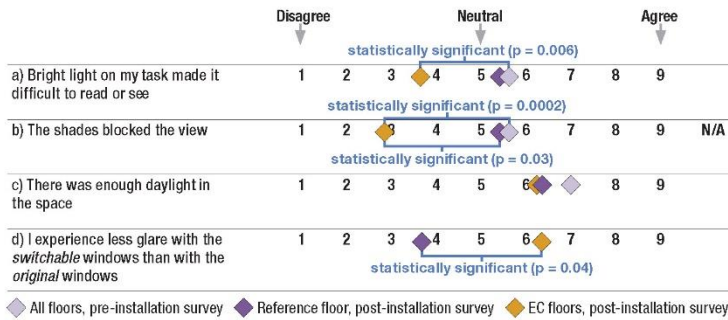 Disagree Neutral Agree
statistically significant (p = 0.006)
a) Bright light on my task made it
difficult to read or see
1 2 3 4 5 6 7 8 9
statistically significant (p = 0.0002)
b) The shades blocked the view
1 2 3 4 5 6 7 8 9 N/A
statistically significant (p = 0.03)
c) There was enough daylight in
the space
1 2 3 4 5 6 7 8 9
d) I experience less glare with the
switchable windows than with the
original windows
1 2 3 4 5 6 7 8 9
statistically significant (p = 0.04)
All floors, pre-installation survey Reference floor, post-installation survey EC floors, post-installation survey